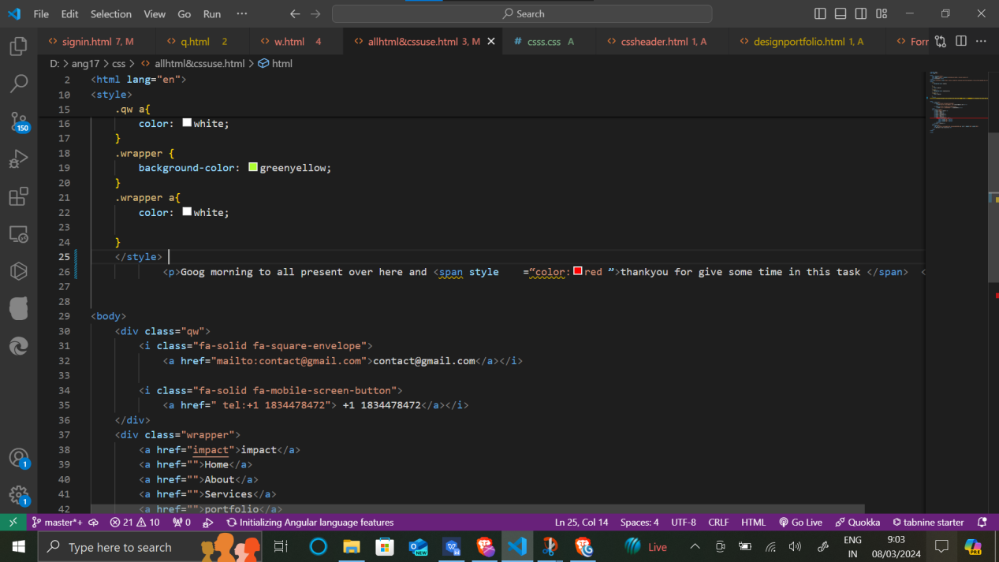 File Edit Selection View Go Run ··· Search
signin.html 7, M q.html 2 w.html 4 allhtml&cssuse.html 3, M # csss.css A cssheader.html 1, A designportfolio.html 1, A Forr
D: > ang17 > css > allhtml&cssuse.html > html
2 <html lang="en">
10 <style>
15 .qw a{
16 color: white;
17 }
18 .wrapper {
19 background-color: greenyellow;
20 }
21 .wrapper a{
22 color: white;
23
24 }
25 </style>
26 <p>Goog morning to all present over here and <span style =“color:red ”>thankyou for give some time in this task </span> <
27
28
29 <body>
30 <div class="qw">
31 <i class="fa-solid fa-square-envelope">
32 <a href="mailto:contact@gmail.com">contact@gmail.com</a></i>
33
34 <i class="fa-solid fa-mobile-screen-button">
35 <a href=" tel:+1 1834478472"> +1 1834478472</a></i>
36 </div>
37 <div class="wrapper">
38 <a href="impact">impact</a>
39 <a href="">Home</a>
40 <a href="">About</a>
41 <a href="">Services</a>
42 <a href="">portfolio</a>
150
1
1
master*+ 21 10 0 Initializing Angular language features Ln 25, Col 14 Spaces: 4 UTF-8 CRLF HTML Go Live Quokka tabnine starter
Type here to search NEW Live ENG IN 9:03 08/03/2024 PRE